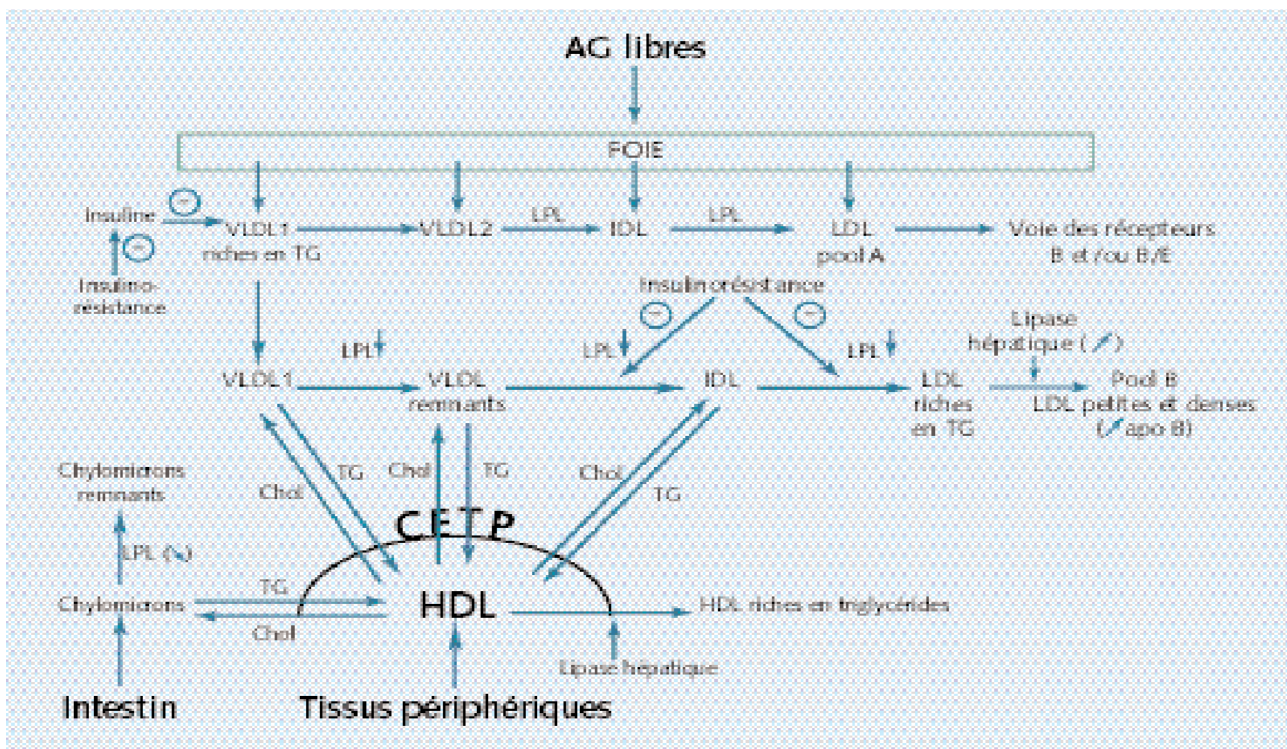 AG libres
FOIE
Insuline
VLDL1
riches en TG
VLDL2
LPL
IDL
LPL
LDL
pool A
Voie des récepteurs
B et/ou B/E
Insulino-
résistance
Insulinorésistance
LPL
LPL
LPL
Lipase
hépatique ( )
VLDL1
VLDL
remnants
IDL
LDL
riches
en TG
Pool B
LDL petites et denses
( apo B)
Chylomicrons
remnants
Chol
TG
Chol
TG
Chol
TG
CETP
LPL ( )
Chylomicrons
TG
Chol
HDL
HDL riches en triglycérides
Lipase hépatique
Intestin
Tissus périphériques